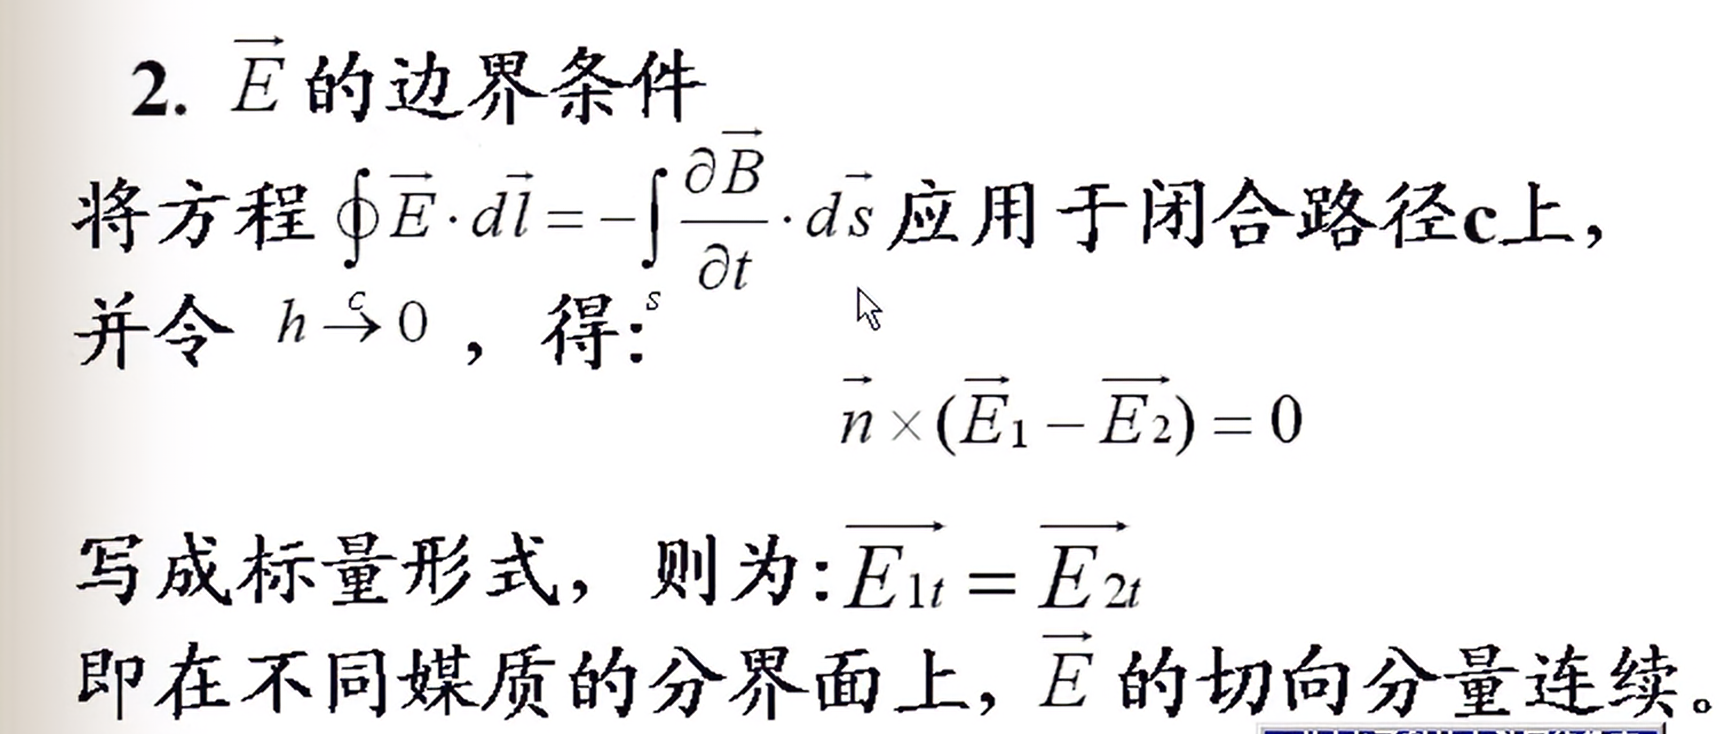 2. $\vec{E}$ 的边界条件
将方程 $\oint_c \vec{E} \cdot d\vec{l} = -\int_s \frac{\partial \vec{B}}{\partial t} \cdot d\vec{s}$ 应用于闭合路径c上，
并令 $h \to 0$ ，得：
$\vec{n} \times (\vec{E}_1 - \vec{E_2}) = 0$
写成标量形式，则为：$\overrightarrow{E_{1t}} = \overrightarrow{E_{2t}}$
即在不同媒质的分界面上，$\vec{E}$ 的切向分量连续。